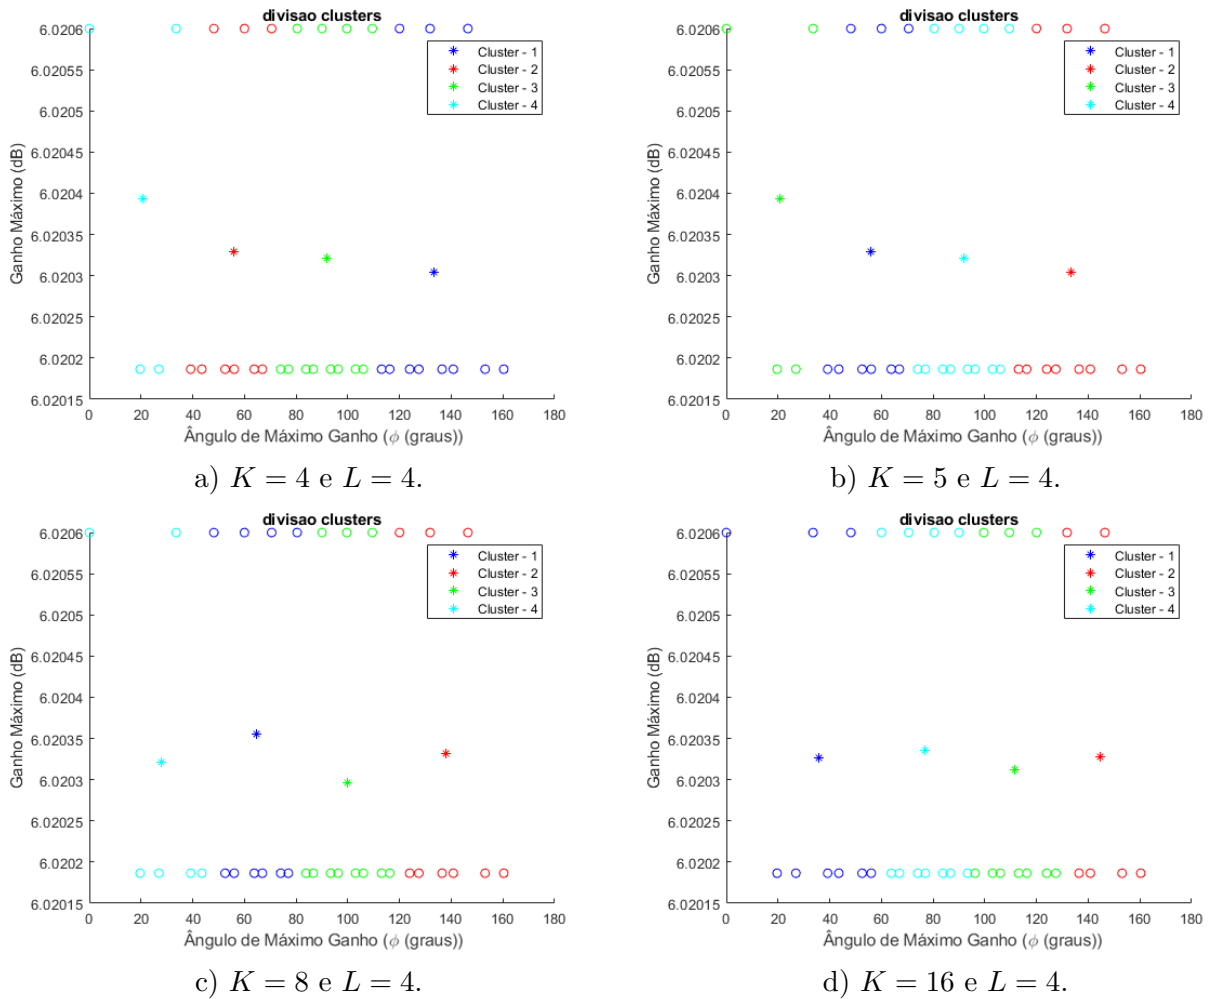 divisao clusters
6.0206
6.02055
6.0205
6.02045
6.0204
6.02035
6.0203
6.02025
6.0202
6.02015
Ganho Máximo (dB)
Cluster - 1
Cluster - 2
Cluster - 3
Cluster - 4
0 20 40 60 80 100 120 140 160 180
Ângulo de Máximo Ganho (ϕ (graus))
a) K = 4 e L = 4.
divisao clusters
6.0206
6.02055
6.0205
6.02045
6.0204
6.02035
6.0203
6.02025
6.0202
6.02015
Ganho Máximo (dB)
Cluster - 1
Cluster - 2
Cluster - 3
Cluster - 4
0 20 40 60 80 100 120 140 160 180
Ângulo de Máximo Ganho (ϕ (graus))
b) K = 5 e L = 4.
divisao clusters
6.0206
6.02055
6.0205
6.02045
6.0204
6.02035
6.0203
6.02025
6.0202
6.02015
Ganho Máximo (dB)
Cluster - 1
Cluster - 2
Cluster - 3
Cluster - 4
0 20 40 60 80 100 120 140 160 180
Ângulo de Máximo Ganho (ϕ (graus))
c) K = 8 e L = 4.
divisao clusters
6.0206
6.02055
6.0205
6.02045
6.0204
6.02035
6.0203
6.02025
6.0202
6.02015
Ganho Máximo (dB)
Cluster - 1
Cluster - 2
Cluster - 3
Cluster - 4
0 20 40 60 80 100 120 140 160 180
Ângulo de Máximo Ganho (ϕ (graus))
d) K = 16 e L = 4.